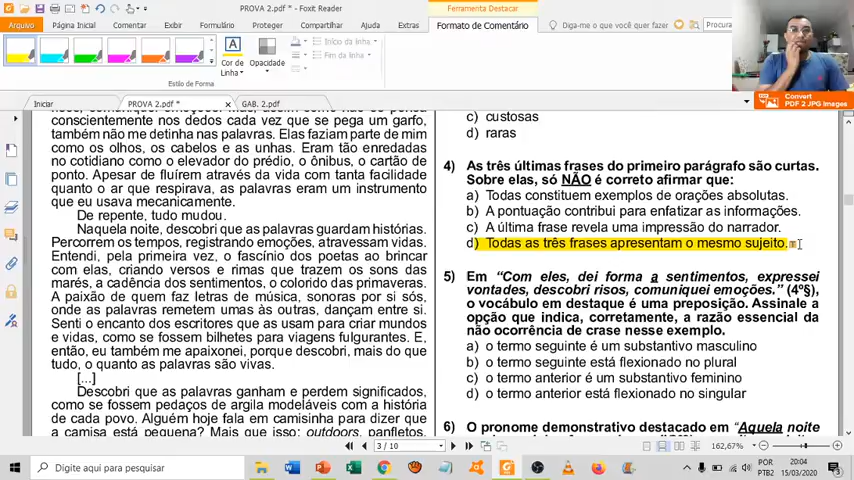 PROVA 2.pdf * - Foxit Reader
Ferramenta Destacar
Arquivo
Página Inicial
Comentar
Exibir
Formulário
Proteger
Compartilhar
Ajuda
Extras
Formato de Comentário
Diga-me o que você quer fazer
Procura
Cor de
Linha
Opacidade
Início da linha
Fim da linha
Estilo de Forma
Convert
PDF 2 JPG Images
Iniciar
PROVA 2.pdf *
GAB. 2.pdf
conscientemente nos dedos cada vez que se pega um garfo,
também não me detinha nas palavras. Elas faziam parte de mim
como os olhos, os cabelos e as unhas. Eram tão enredadas
no cotidiano como o elevador do prédio, o ônibus, o cartão de
ponto. Apesar de fluírem através da vida com tanta facilidade
quanto o ar que respirava, as palavras eram um instrumento
que eu usava mecanicamente.
De repente, tudo mudou.
Naquela noite, descobri que as palavras guardam histórias.
Percorrem os tempos, registrando emoções, atravessam vidas.
Entendi, pela primeira vez, o fascínio dos poetas ao brincar
com elas, criando versos e rimas que trazem os sons das
marés, a cadência dos sentimentos, o colorido das primaveras.
A paixão de quem faz letras de música, sonoras por si sós,
onde as palavras remetem umas às outras, dançam entre si.
Senti o encanto dos escritores que as usam para criar mundos
e vidas, como se fossem bilhetes para viagens fulgurantes. E,
então, eu também me apaixonei, porque descobri, mais do que
tudo, o quanto as palavras são vivas.
[...]
Descobri que as palavras ganham e perdem significados,
como se fossem pedaços de argila modeláveis com a história
de cada povo. Alguém hoje fala em camisinha para dizer que
a camisa está pequena? Mais que isso: outdoors, panfletos,
c) custosas
d) raras
4) As três últimas frases do primeiro parágrafo são curtas.
Sobre elas, só NÃO é correto afirmar que:
a) Todas constituem exemplos de orações absolutas.
b) A pontuação contribui para enfatizar as informações.
c) A última frase revela uma impressão do narrador.
d) Todas as três frases apresentam o mesmo sujeito.
5) Em “Com eles, dei forma a sentimentos, expressei
vontades, descobri risos, comuniquei emoções.” (4º§),
o vocábulo em destaque é uma preposição. Assinale a
opção que indica, corretamente, a razão essencial da
não ocorrência de crase nesse exemplo.
a) o termo seguinte é um substantivo masculino
b) o termo seguinte está flexionado no plural
c) o termo anterior é um substantivo feminino
d) o termo anterior está flexionado no singular
6) O pronome demonstrativo destacado em “Aquela noite
3 / 10
162,67%
Digite aqui para pesquisar
POR
PTB2
20:04
15/03/2020
3